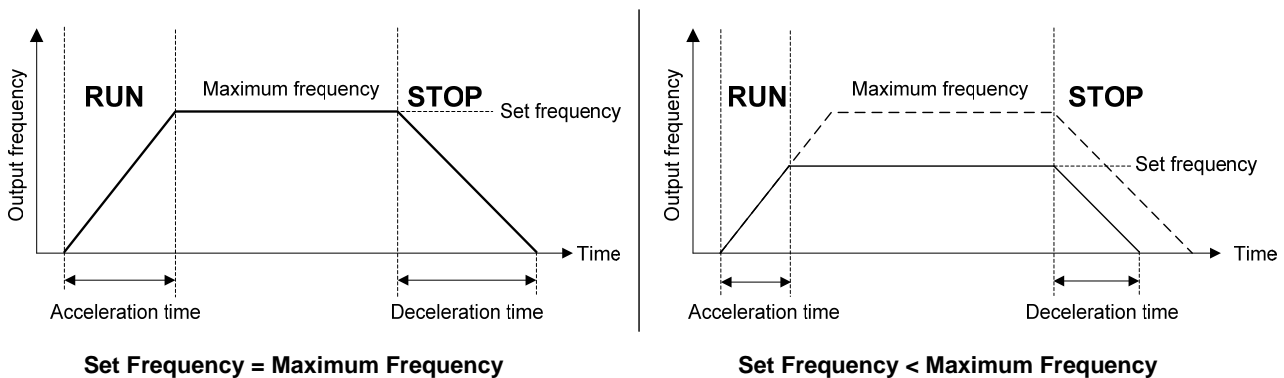 Output frequency
RUN
Maximum frequency
STOP
Set frequency
Time
Acceleration time
Deceleration time
Set Frequency = Maximum Frequency
Output frequency
RUN
Maximum frequency
STOP
Set frequency
Time
Acceleration time
Deceleration time
Set Frequency < Maximum Frequency